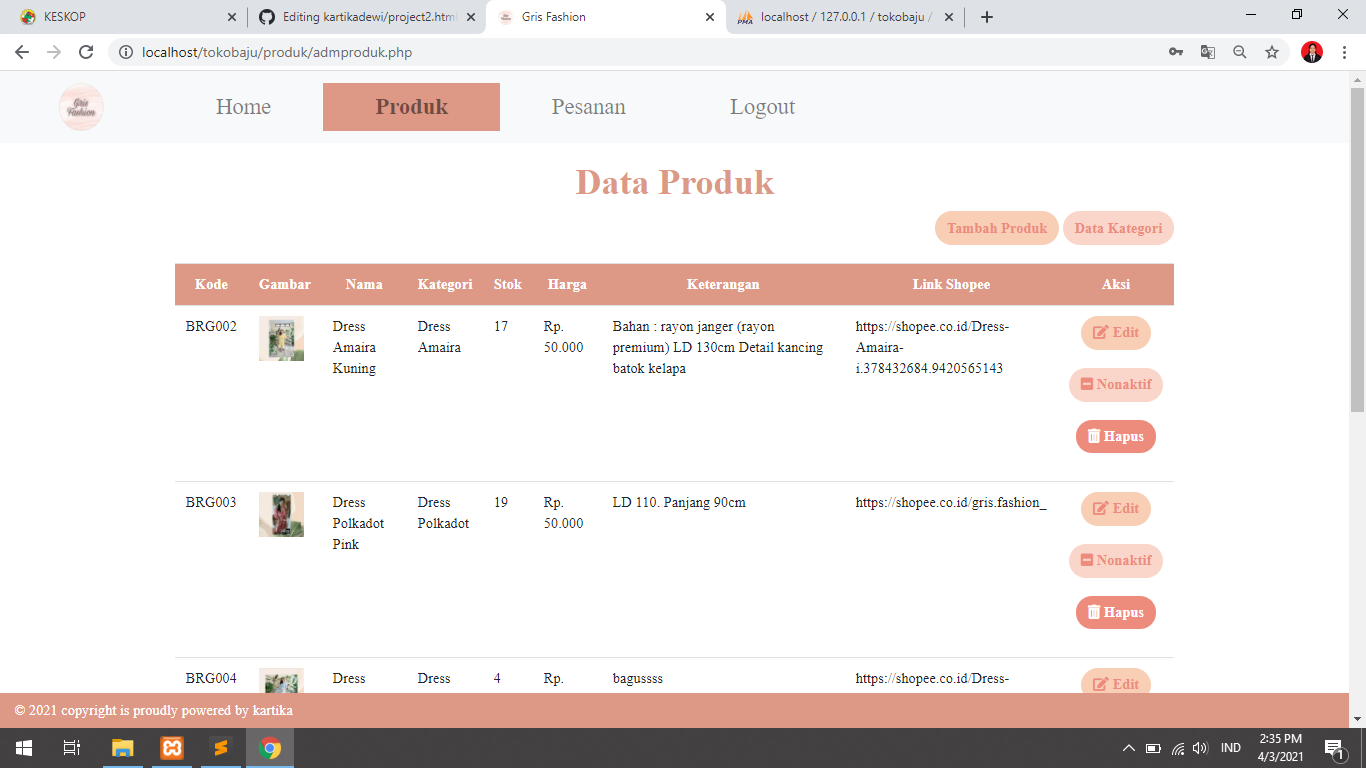 KESKOP
Editing kartikadewi/project2.html
Gris Fashion
localhost / 127.0.0.1 / tokobaju /
localhost/tokobaju/produk/admproduk.php
Gris
Fashion
Home
Produk
Pesanan
Logout
Data Produk
Tambah Produk
Data Kategori
Kode Gambar Nama Kategori Stok Harga Keterangan Link Shopee Aksi
BRG002 Dress Dress 17 Rp. Bahan : rayon janger (rayon https://shopee.co.id/Dress- Edit
Amaira Amaira 50.000 premium) LD 130cm Detail kancing Amaira-
Kuning batok kelapa i.378432684.9420565143
Nonaktif
Hapus
BRG003 Dress Dress 19 Rp. LD 110. Panjang 90cm https://shopee.co.id/gris.fashion_ Edit
Polkadot Polkadot 50.000
Pink
Nonaktif
Hapus
BRG004 Dress Dress 4 Rp. bagussss https://shopee.co.id/Dress- Edit
© 2021 copyright is proudly powered by kartika
IND
2:35 PM
4/3/2021
1